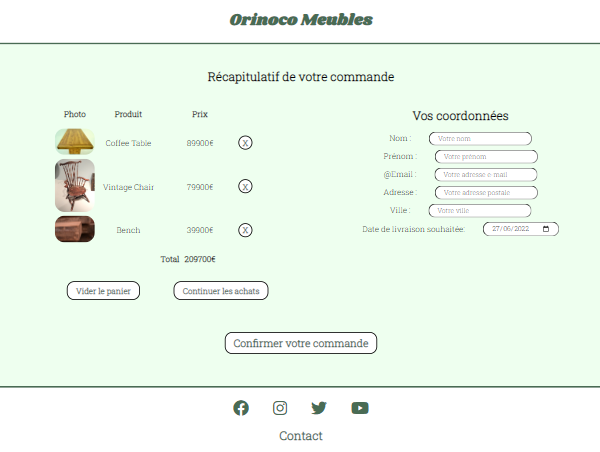 Orinoco Meubles
Récapitulatif de votre commande
Photo Produit Prix
Coffee Table 89900€ X
Vintage Chair 79900€ X
Bench 39900€ X
Total 209700€
Vider le panier Continuer les achats
Vos coordonnées
Nom : Votre nom
Prénom : Votre prénom
@Email : Votre adresse e-mail
Adresse : Votre adresse postale
Ville : Votre ville
Date de livraison souhaitée: 27/06/2022
Confirmer votre commande
Contact